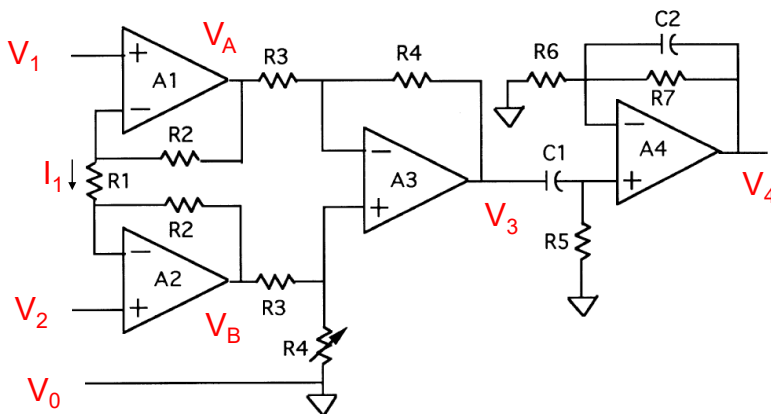 C2
V1
VA
R3
R4
R6
+
A1
−
R7
R2
−
A4
+
−
A3
+
C1
I1
R1
V4
R2
V3
R5
−
A2
+
R3
V2
VB
R4
V0